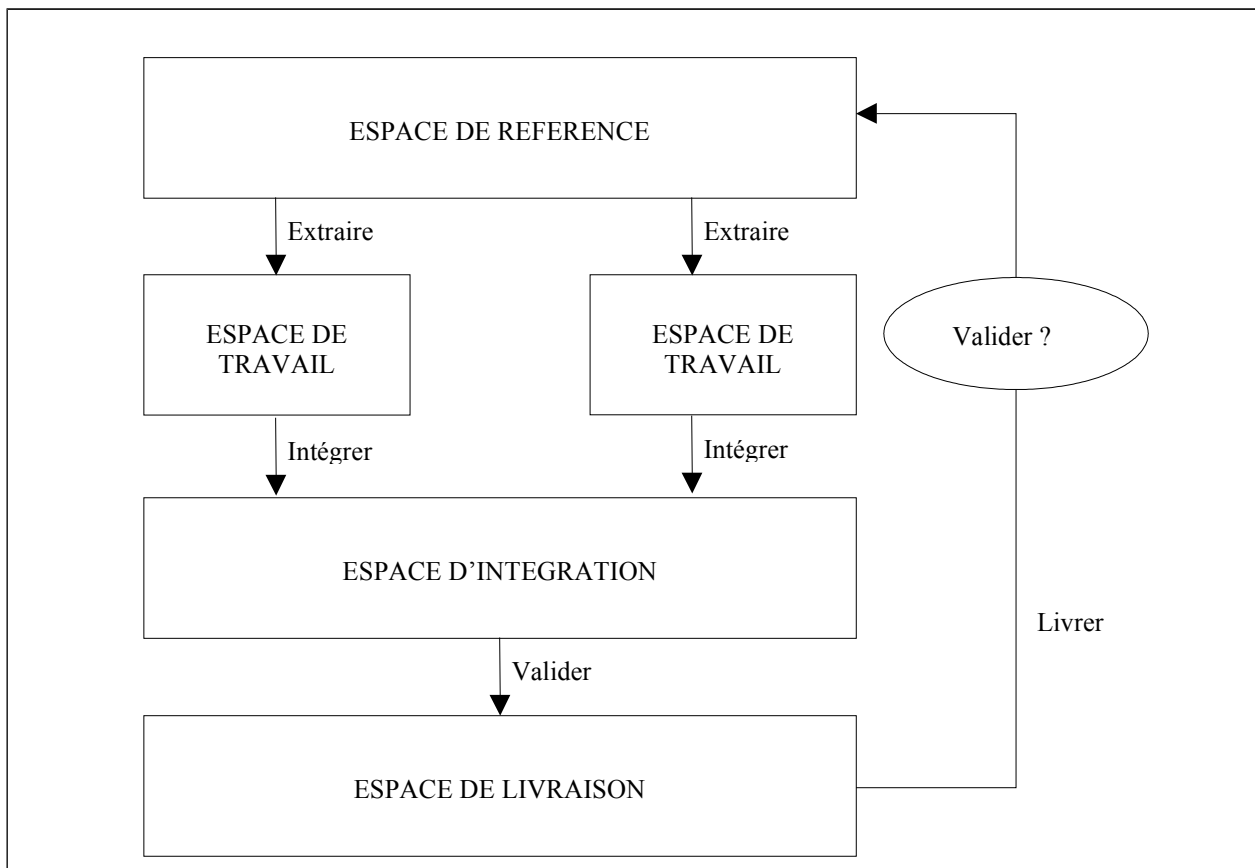 ESPACE DE REFERENCE
Extraire
Extraire
ESPACE DE
TRAVAIL
ESPACE DE
TRAVAIL
Valider ?
Intégrer
Intégrer
ESPACE D’INTEGRATION
Livrer
Valider
ESPACE DE LIVRAISON